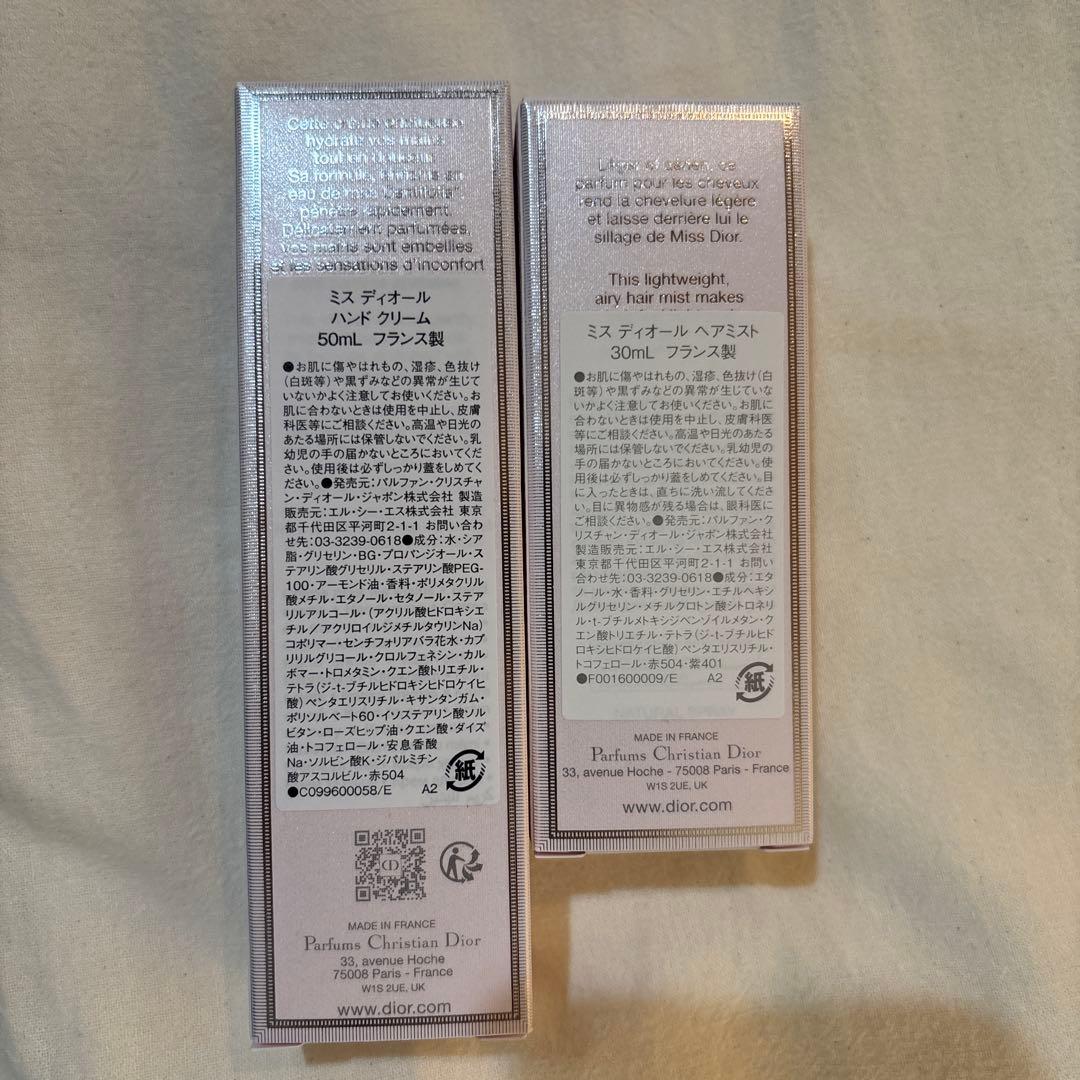 Cette crème onctueuse
hydrate vos mains
tout en douceur.
Sa formule, enrichie en
eau de rose
pénètre rapidement.
Délicatement parfumées,
vos mains sont embellies
et les sensations d'inconfort
ミス ディオール
ハンド クリーム
50mL フランス製
●お肌に傷やはれもの、湿疹、色抜け
(白斑等)や黒ずみなどの異常が生じて
いないかよく注意してお使いください。お
肌に合わないときは使用を中止し、皮膚
科医等にご相談ください。高温や日光の
あたる場所には保管しないでください。乳
幼児の手の届かないところにおいてくだ
さい。使用後は必ずしっかり蓋をしめてく
ださい。●発売元:パルファン・クリスチャ
ン・ディオール・ジャポン株式会社 製造
販売元:エル・シー・エス株式会社 東京
都千代田区平河町2-1-1 お問い合わ
せ先:03-3239-0618●成分:水・シア
脂・グリセリン・BG・プロパンジオール・ス
テアリン酸グリセリル・ステアリン酸PEG-
100・アーモンド油・香料・ポリメタクリル
酸メチル・エタノール・セタノール・ステア
リルアルコール・(アクリル酸ヒドロキシエ
チル/アクリロイルジメチルタウリンNa)
コポリマー・センチフォリアバラ花水・カプ
リリルグリコール・クロルフェネシン・カル
ボマー・トロメタミン・クエン酸トリエチル・
テトラ(ジ-t-ブチルヒドロキシヒドロケイヒ
酸)ペンタエリスリチル・キサンタンガム・
ポリソルベート60・イソステアリン酸ソル
ビタン・ローズヒップ油・クエン酸・ダイズ
油・トコフェロール・安息香酸
Na・ソルビン酸K・ジパルミチン
酸アスコルビル・赤504
●C099600058/E A2
紙
MADE IN FRANCE
Parfums Christian Dior
33, avenue Hoche
75008 Paris - France
W1S 2UE, UK
www.dior.com
Léger et aérien, ce
parfum pour les cheveux
rend la chevelure légère
et laisse derrière lui le
sillage de Miss Dior.
This lightweight,
airy hair mist makes
ミス ディオール ヘアミスト
30mL フランス製
●お肌に傷やはれもの、湿疹、色抜け(白
斑等)や黒ずみなどの異常が生じていな
いかよく注意してお使いください。お肌に
合わないときは使用を中止し、皮膚科医
等にご相談ください。高温や日光のあたる
場所には保管しないでください。乳幼児の
手の届かないところにおいてください。使
用後は必ずしっかり蓋をしめてください。目
に入ったときは、直ちに洗い流してくださ
い。目に異物感が残る場合は、眼科医に
ご相談ください。●発売元:パルファン・ク
リスチャン・ディオール・ジャポン株式会社
製造販売元:エル・シー・エス株式会社
東京都千代田区平河町2-1-1 お問い
合わせ先:03-3239-0618●成分:エタ
ノール・水・香料・グリセリン・エチルヘキシ
ルグリセリン・メチルクロトン酸シトロネリ
ル・t-ブチルメトキシジベンゾイルメタン・ク
エン酸トリエチル・テトラ(ジ-t-ブチルヒド
ロキシヒドロケイヒ酸)ペンタエリスリチル・
トコフェロール・赤504・紫401
●F001600009/E A2
紙
MADE IN FRANCE
Parfums Christian Dior
33, avenue Hoche - 75008 Paris - France
W1S 2UE, UK
www.dior.com